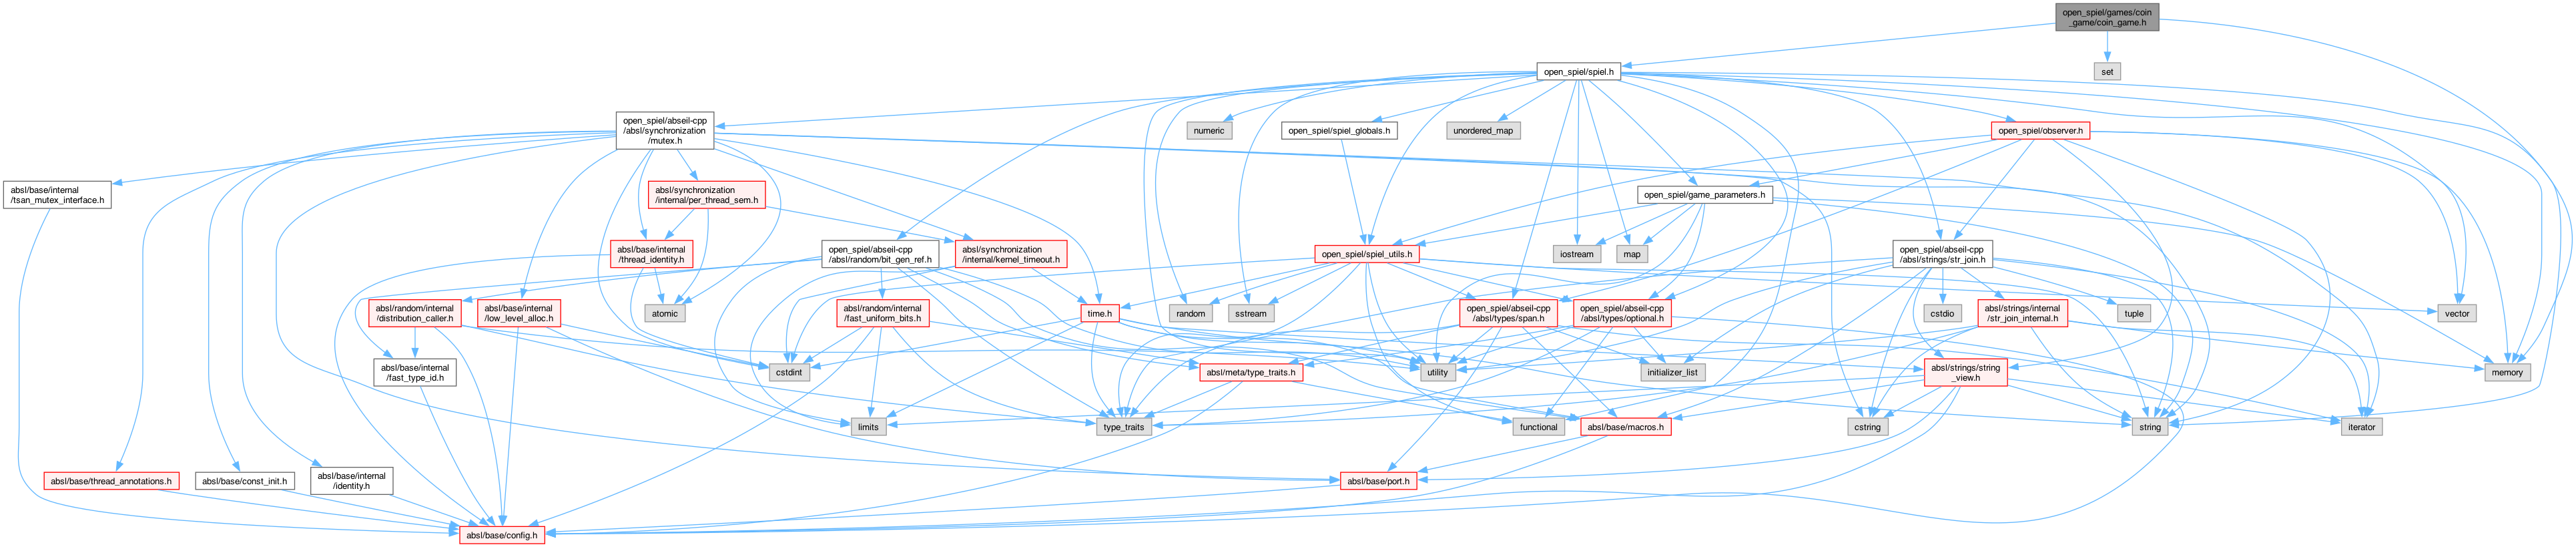 open_spiel/games/coin
_game/coin_game.h
open_spiel/spiel.h
set
open_spiel/abseil-cpp
/absl/synchronization
/mutex.h
numeric
open_spiel/spiel_globals.h
unordered_map
open_spiel/observer.h
absl/base/internal
/tsan_mutex_interface.h
absl/synchronization
/internal/per_thread_sem.h
open_spiel/game_parameters.h
absl/base/internal
/thread_identity.h
open_spiel/abseil-cpp
/absl/random/bit_gen_ref.h
absl/synchronization
/internal/kernel_timeout.h
open_spiel/spiel_utils.h
iostream
map
open_spiel/abseil-cpp
/absl/strings/str_join.h
absl/random/internal
/distribution_caller.h
absl/base/internal
/low_level_alloc.h
atomic
absl/random/internal
/fast_uniform_bits.h
time.h
random
sstream
open_spiel/abseil-cpp
/absl/types/span.h
open_spiel/abseil-cpp
/absl/types/optional.h
cstdio
absl/strings/internal
/str_join_internal.h
tuple
vector
absl/base/internal
/fast_type_id.h
cstdint
absl/meta/type_traits.h
utility
initializer_list
absl/strings/string
_view.h
memory
limits
type_traits
functional
absl/base/macros.h
cstring
string
iterator
absl/base/thread_annotations.h
absl/base/const_init.h
absl/base/internal
/identity.h
absl/base/port.h
absl/base/config.h